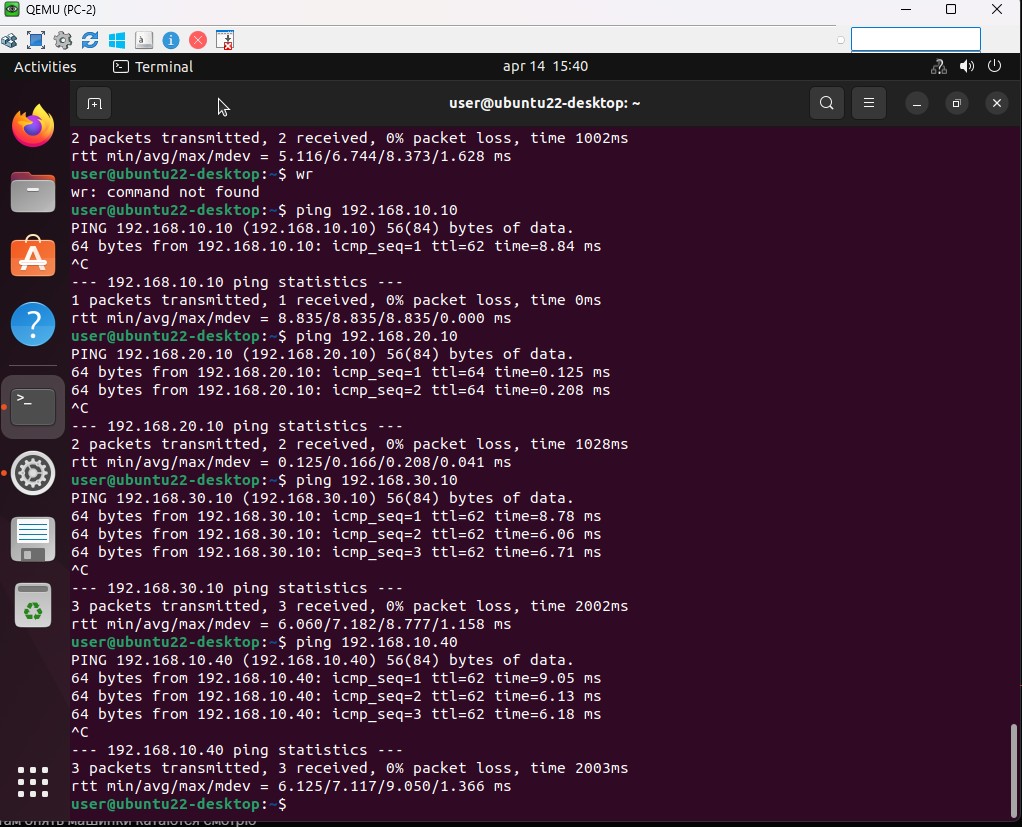 QEMU (PC-2)
Activities
Terminal
apr 14 15:40
user@ubuntu22-desktop: ~
2 packets transmitted, 2 received, 0% packet loss, time 1002ms
rtt min/avg/max/mdev = 5.116/6.744/8.373/1.628 ms
user@ubuntu22-desktop:~$ wr
wr: command not found
user@ubuntu22-desktop:~$ ping 192.168.10.10
PING 192.168.10.10 (192.168.10.10) 56(84) bytes of data.
64 bytes from 192.168.10.10: icmp_seq=1 ttl=62 time=8.84 ms
^C
--- 192.168.10.10 ping statistics ---
1 packets transmitted, 1 received, 0% packet loss, time 0ms
rtt min/avg/max/mdev = 8.835/8.835/8.835/0.000 ms
user@ubuntu22-desktop:~$ ping 192.168.20.10
PING 192.168.20.10 (192.168.20.10) 56(84) bytes of data.
64 bytes from 192.168.20.10: icmp_seq=1 ttl=64 time=0.125 ms
64 bytes from 192.168.20.10: icmp_seq=2 ttl=64 time=0.208 ms
^C
--- 192.168.20.10 ping statistics ---
2 packets transmitted, 2 received, 0% packet loss, time 1028ms
rtt min/avg/max/mdev = 0.125/0.166/0.208/0.041 ms
user@ubuntu22-desktop:~$ ping 192.168.30.10
PING 192.168.30.10 (192.168.30.10) 56(84) bytes of data.
64 bytes from 192.168.30.10: icmp_seq=1 ttl=62 time=8.78 ms
64 bytes from 192.168.30.10: icmp_seq=2 ttl=62 time=6.06 ms
64 bytes from 192.168.30.10: icmp_seq=3 ttl=62 time=6.71 ms
^C
--- 192.168.30.10 ping statistics ---
3 packets transmitted, 3 received, 0% packet loss, time 2002ms
rtt min/avg/max/mdev = 6.060/7.182/8.777/1.158 ms
user@ubuntu22-desktop:~$ ping 192.168.10.40
PING 192.168.10.40 (192.168.10.40) 56(84) bytes of data.
64 bytes from 192.168.10.40: icmp_seq=1 ttl=62 time=9.05 ms
64 bytes from 192.168.10.40: icmp_seq=2 ttl=62 time=6.13 ms
64 bytes from 192.168.10.40: icmp_seq=3 ttl=62 time=6.18 ms
^C
--- 192.168.10.40 ping statistics ---
3 packets transmitted, 3 received, 0% packet loss, time 2003ms
rtt min/avg/max/mdev = 6.125/7.117/9.050/1.366 ms
user@ubuntu22-desktop:~$
там опять машинки катаются смотрю